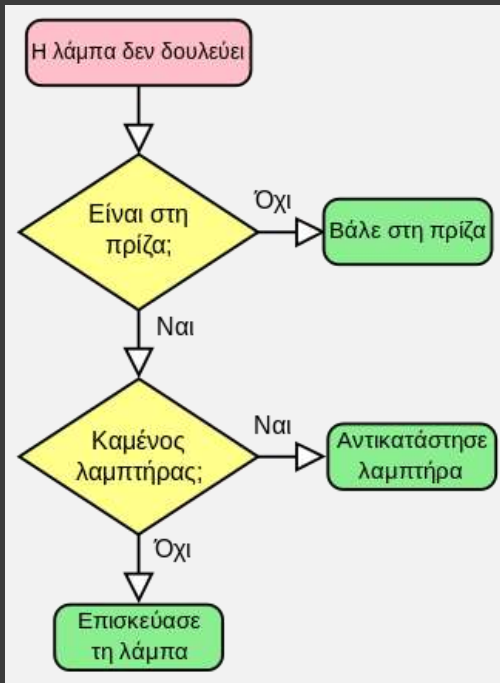 Η λάμπα δεν δουλεύει
Είναι στη
πρίζα;
Όχι
Βάλε στη πρίζα
Ναι
Καμένος
λαμπτήρας;
Ναι
Αντικατάστησε
λαμπτήρα
Όχι
Επισκεύασε
τη λάμπα